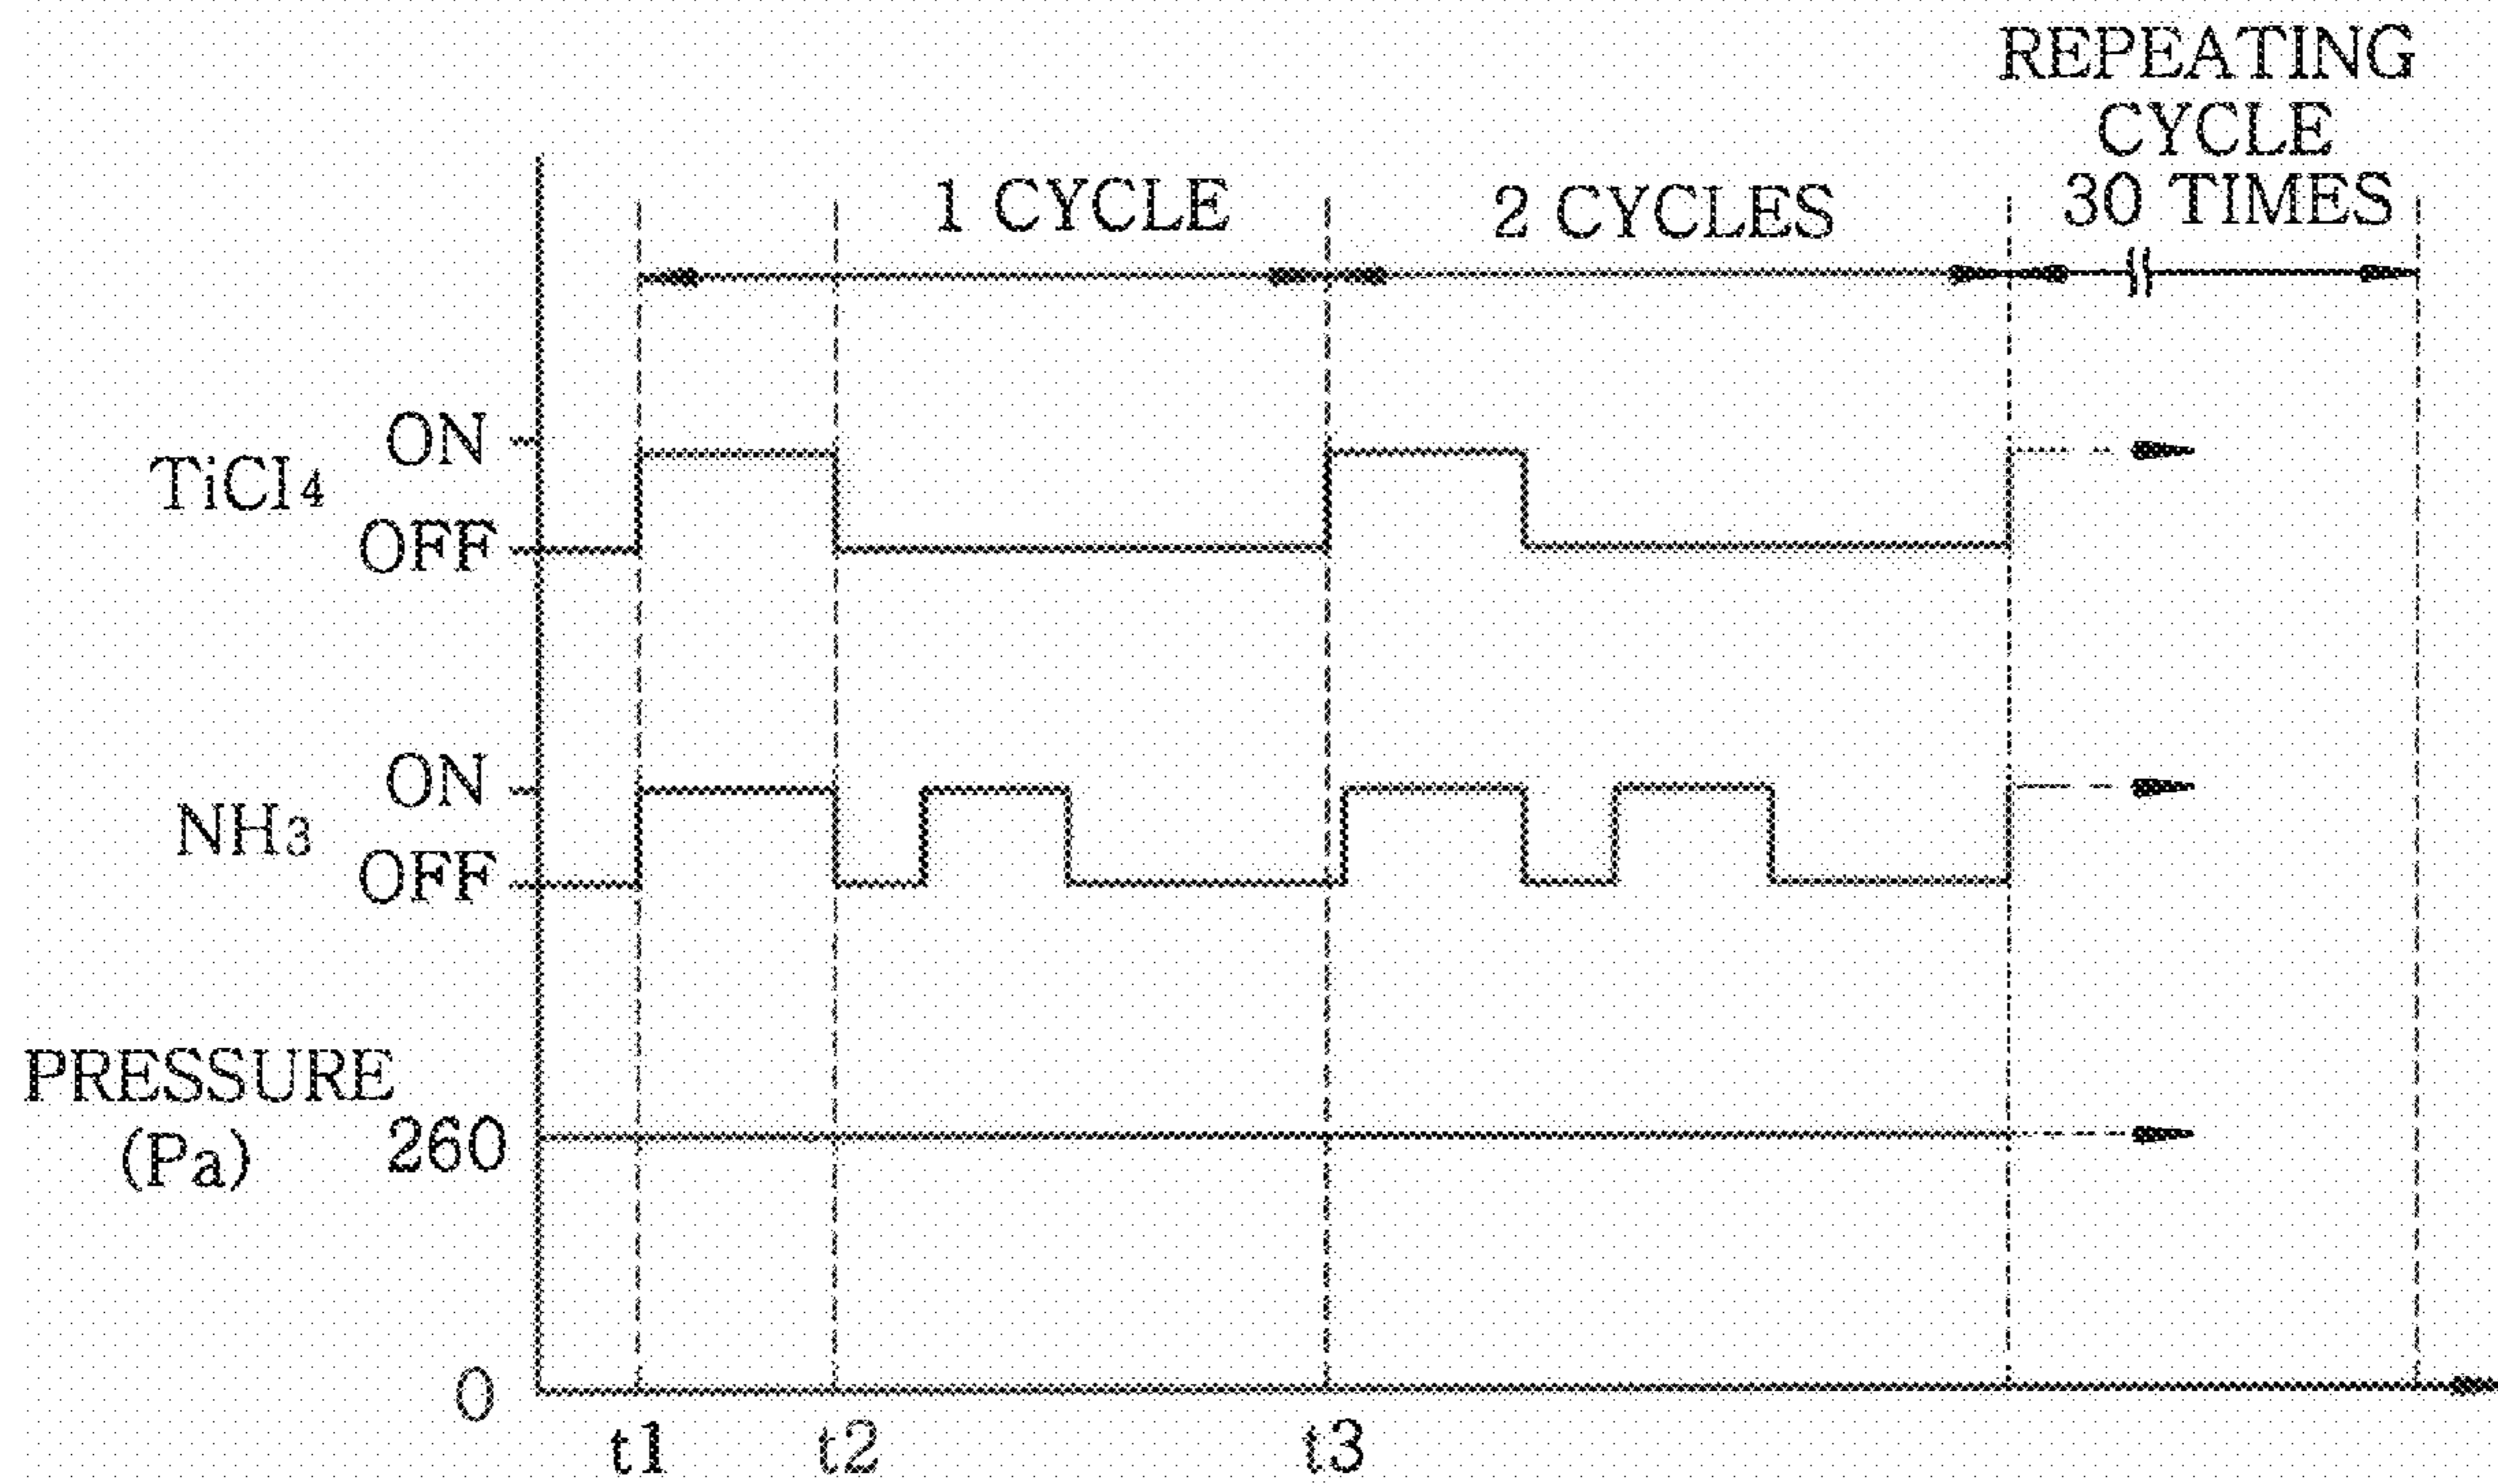 REPEATING
CYCLE
30 TIMES
1 CYCLE
2 CYCLES
ON
TiCl4
OFF
ON
NH3
OFF
PRESSURE
(Pa)
260
0
t1
t2
t3